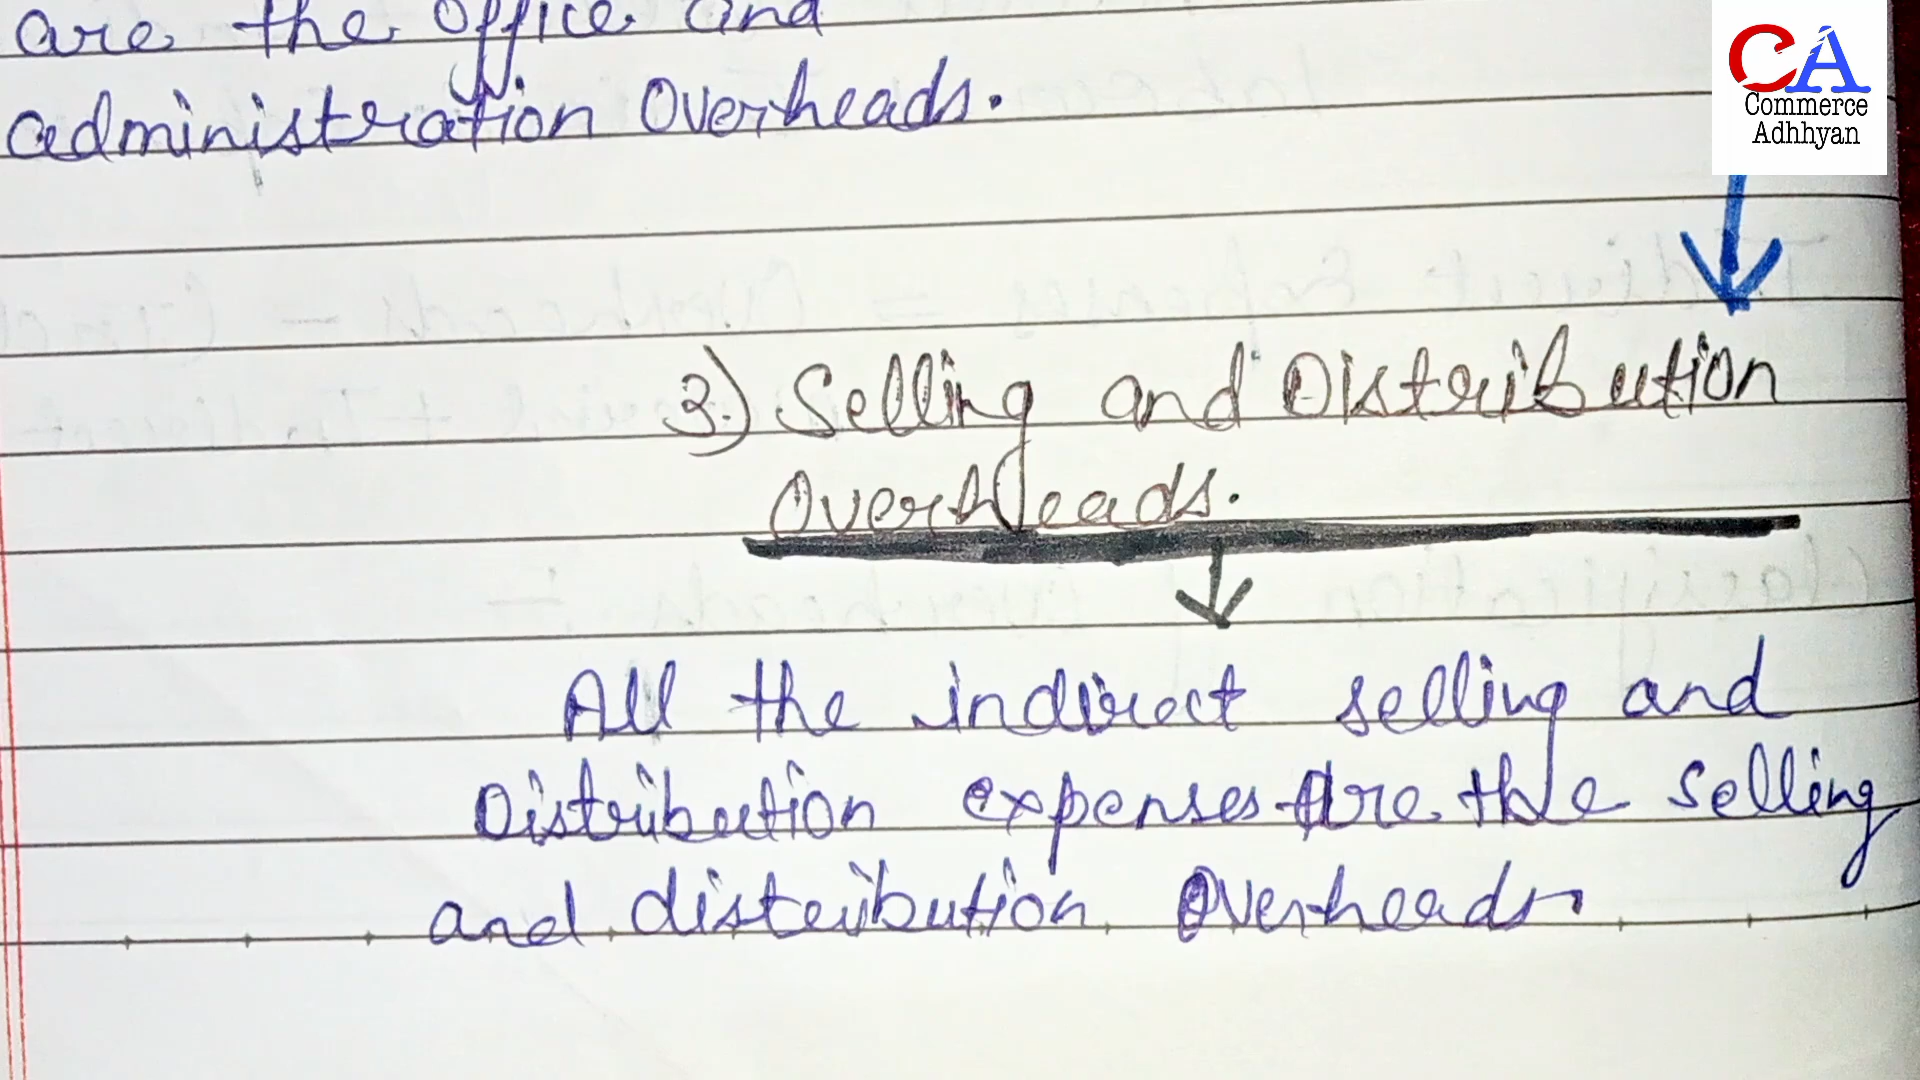 are the office and
administration Overheads.
CA
Commerce
Adhhyan
3.) Selling and Distribution
Overheads.
All the indirect selling and
Distribution expenses are the selling
and distribution Overheads